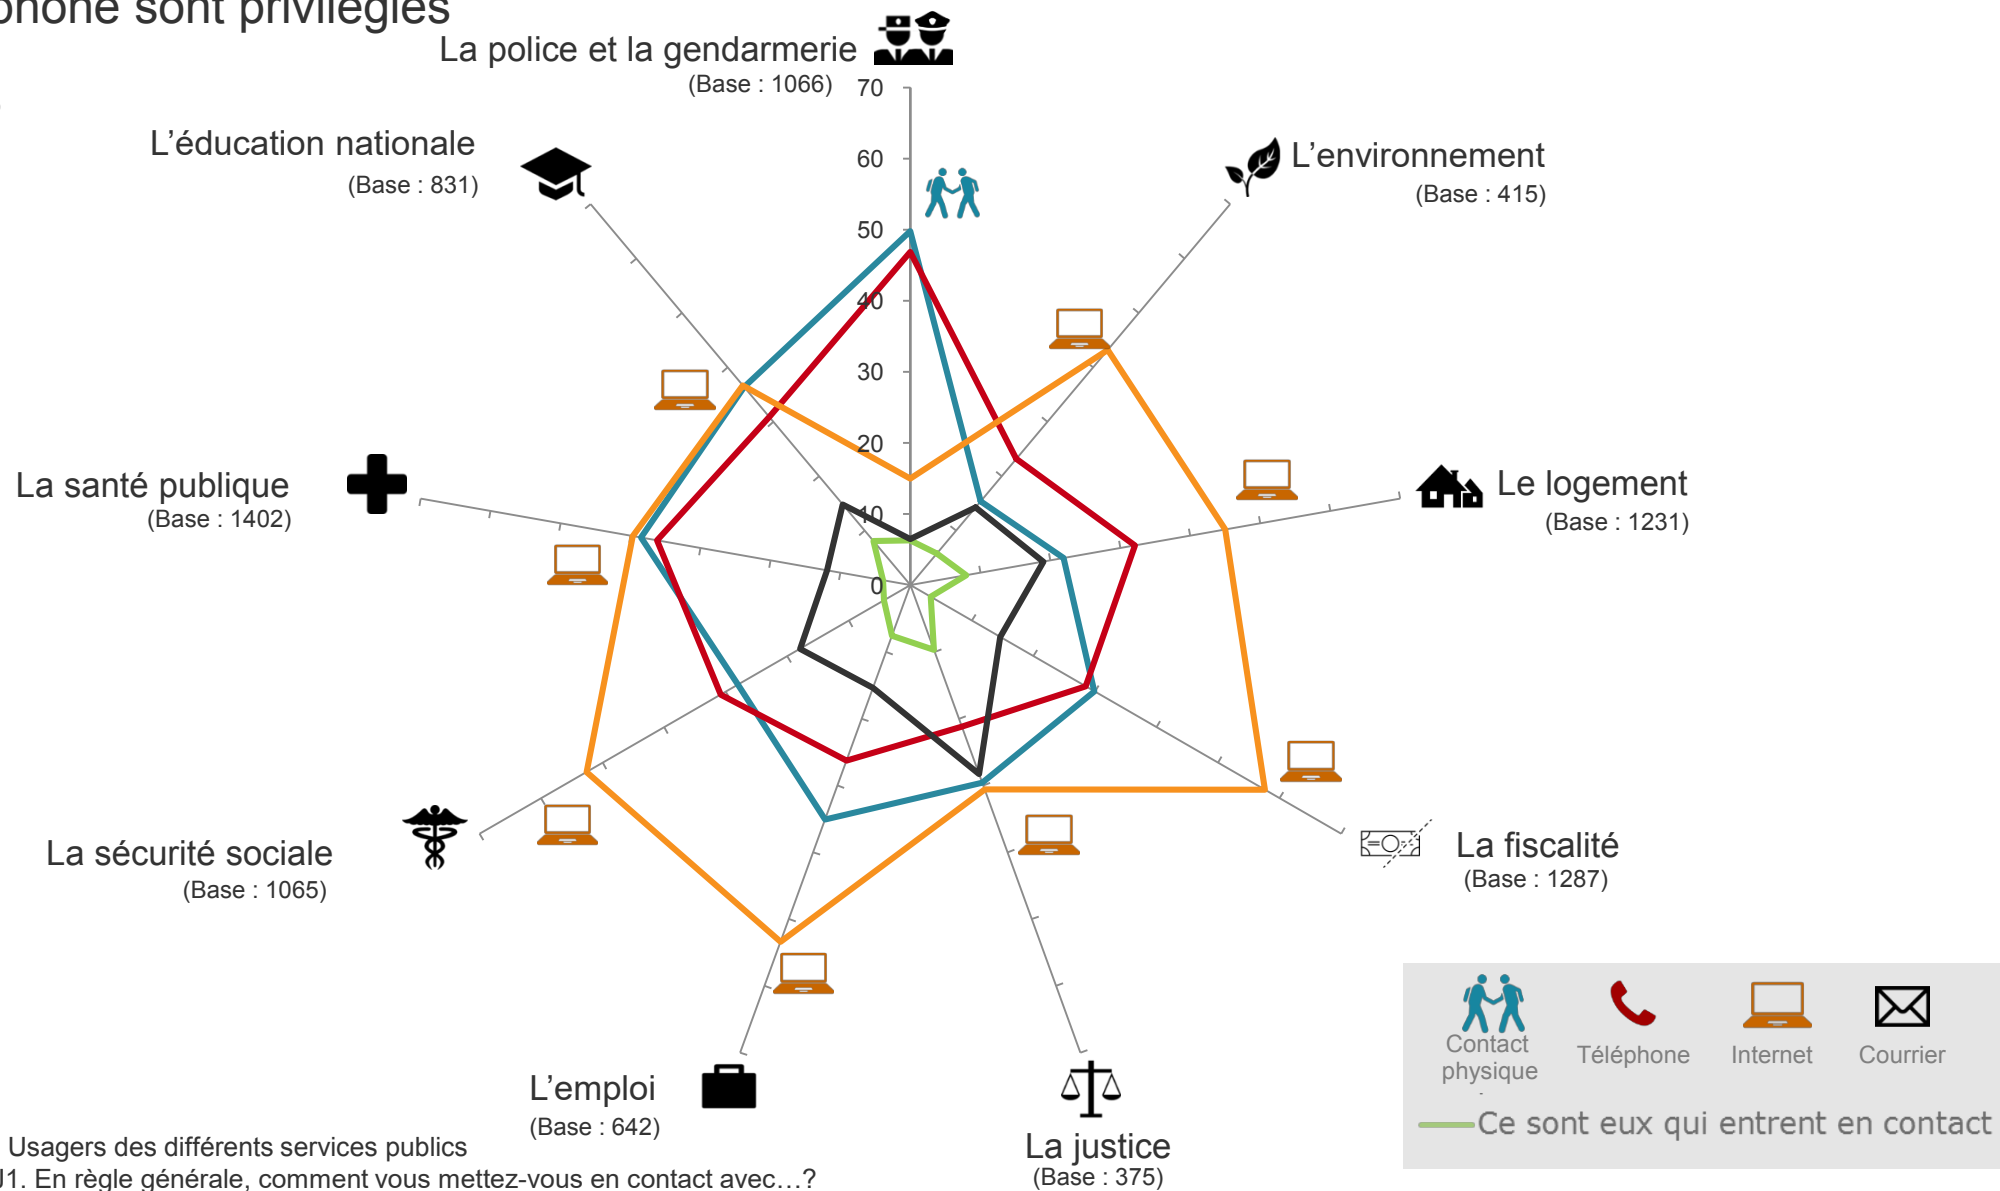 phone sont privilégiés
La police et la gendarmerie
(Base : 1066)
70
60
50
40
30
20
10
0
L’éducation nationale
(Base : 831)
L’environnement
(Base : 415)
La santé publique
(Base : 1402)
Le logement
(Base : 1231)
La sécurité sociale
(Base : 1065)
La fiscalité
(Base : 1287)
L’emploi
(Base : 642)
La justice
(Base : 375)
Contact
physique
Téléphone
Internet
Courrier
Ce sont eux qui entrent en contact
Usagers des différents services publics
J1. En règle générale, comment vous mettez-vous en contact avec…?